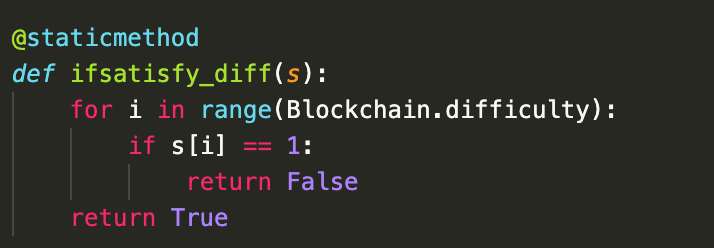 @staticmethod
def ifsatisfy_diff(s):
    for i in range(Blockchain.difficulty):
        if s[i] == 1:
            return False
    return True